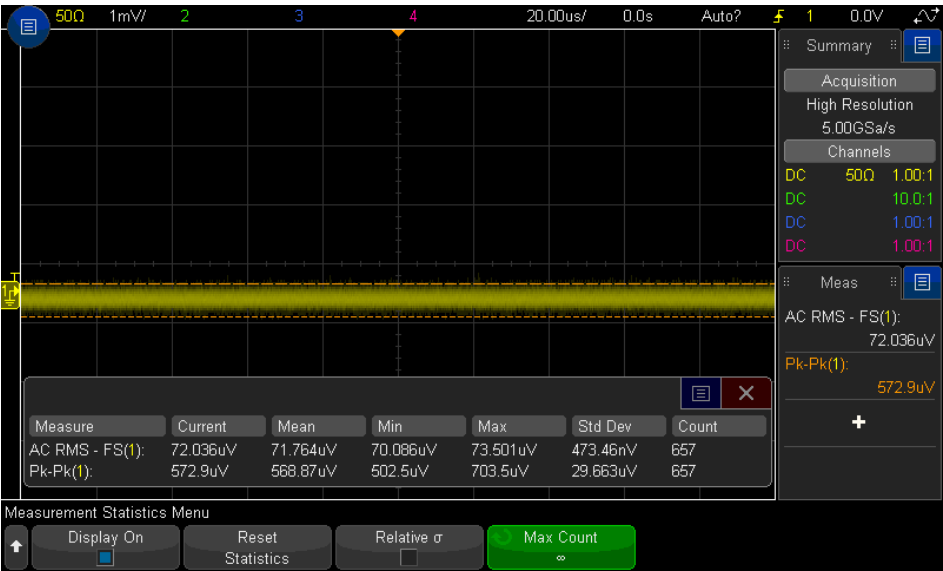 50Ω 1mV/ 2 3 4 20.00us/ 0.0s Auto? 1 0.0V
Summary
Acquisition
High Resolution
5.00GSa/s
Channels
DC 50Ω 1.00:1
DC 10.0:1
DC 1.00:1
DC 1.00:1
T
1
Meas
AC RMS - FS(1):
72.036uV
Pk-Pk(1):
572.9uV
Measure Current Mean Min Max Std Dev Count
AC RMS - FS(1): 72.036uV 71.764uV 70.086uV 73.501uV 473.46nV 657
Pk-Pk(1): 572.9uV 568.87uV 502.5uV 703.5uV 29.663uV 657
Measurement Statistics Menu
Display On
Reset
Statistics
Relative σ
Max Count
∞